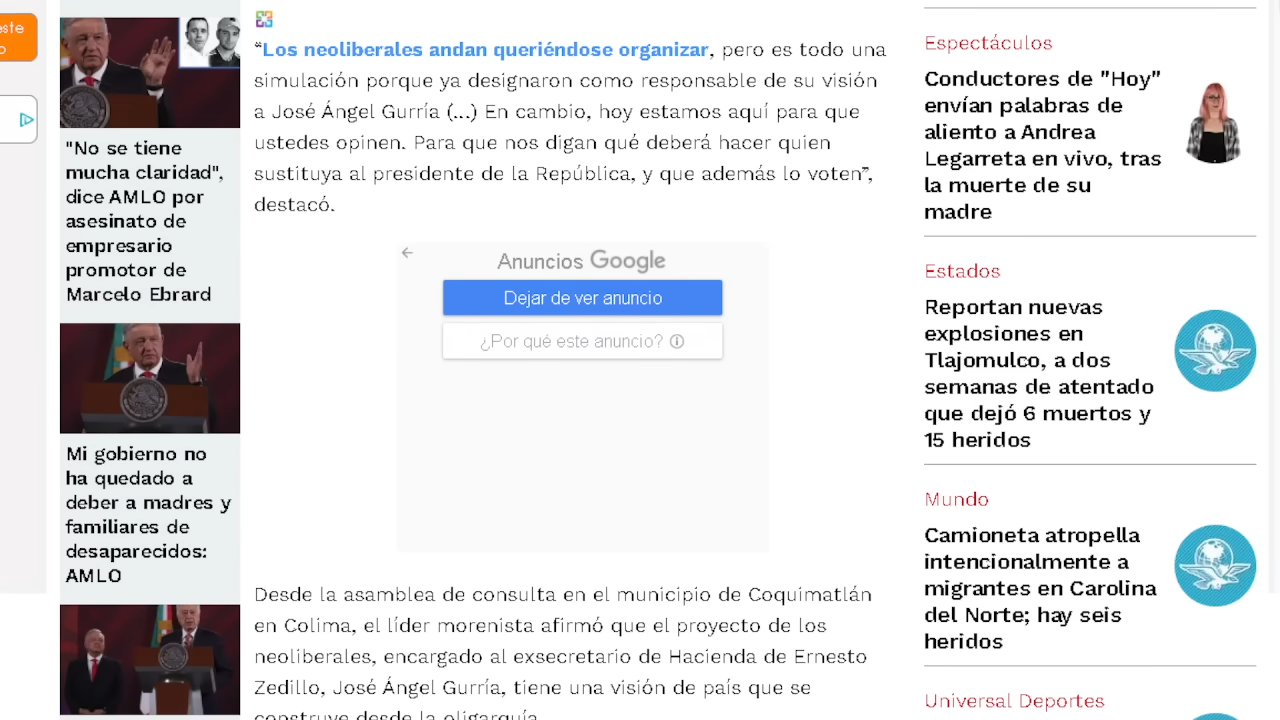 este
o
"No se tiene
mucha claridad",
dice AMLO por
asesinato de
empresario
promotor de
Marcelo Ebrard
Mi gobierno no
ha quedado a
deber a madres y
familiares de
desaparecidos:
AMLO
“Los neoliberales andan queriéndose organizar, pero es todo una
simulación porque ya designaron como responsable de su visión
a José Ángel Gurría (...) En cambio, hoy estamos aquí para que
ustedes opinen. Para que nos digan qué deberá hacer quien
sustituya al presidente de la República, y que además lo voten”,
destacó.
Anuncios Google
Dejar de ver anuncio
¿Por qué este anuncio?
Desde la asamblea de consulta en el municipio de Coquimatlán
en Colima, el líder morenista afirmó que el proyecto de los
neoliberales, encargado al exsecretario de Hacienda de Ernesto
Zedillo, José Ángel Gurría, tiene una visión de país que se
construye desde la oligarquía.
Espectáculos
Conductores de "Hoy"
envían palabras de
aliento a Andrea
Legarreta en vivo, tras
la muerte de su
madre
Estados
Reportan nuevas
explosiones en
Tlajomulco, a dos
semanas de atentado
que dejó 6 muertos y
15 heridos
Mundo
Camioneta atropella
intencionalmente a
migrantes en Carolina
del Norte; hay seis
heridos
Universal Deportes